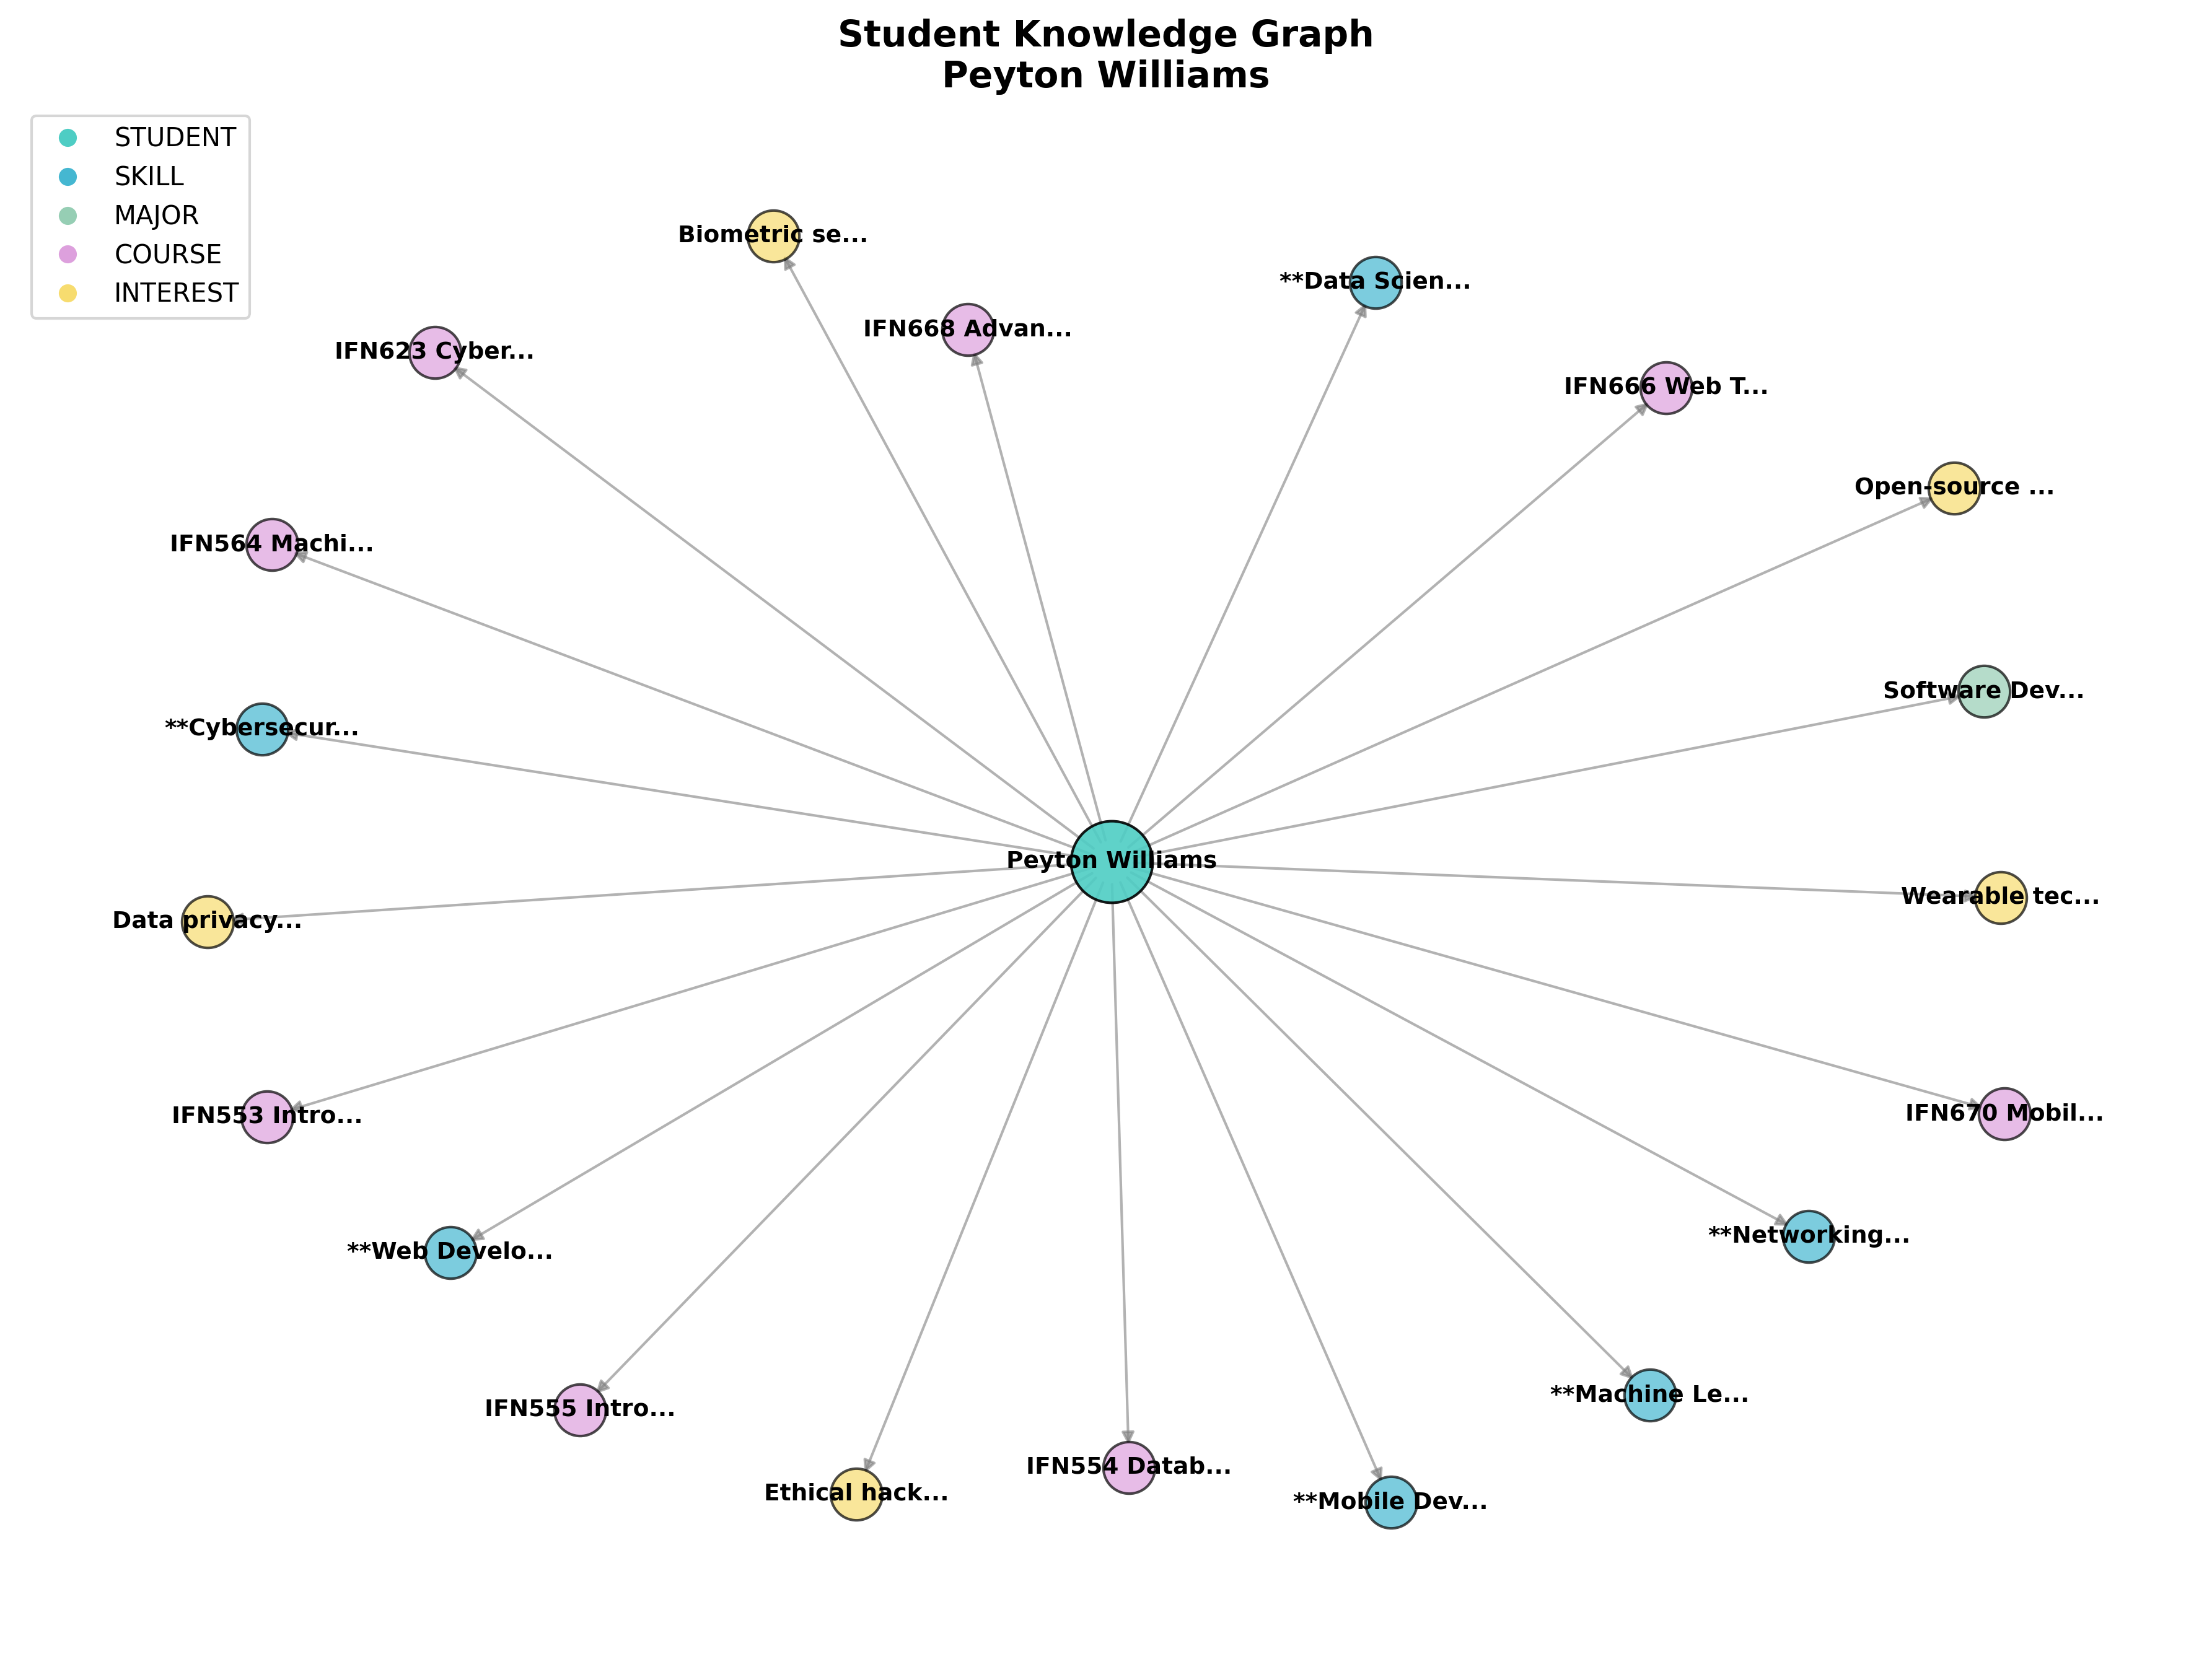 Student Knowledge Graph
Peyton Williams
STUDENT
SKILL
MAJOR
COURSE
INTEREST
Biometric se...
**Data Scien...
IFN668 Advan...
IFN623 Cyber...
IFN666 Web T...
Open-source ...
IFN564 Machi...
Software Dev...
**Cybersecur...
Peyton Williams
Wearable tec...
Data privacy...
IFN553 Intro...
IFN670 Mobil...
**Networking...
**Web Develo...
**Machine Le...
IFN555 Intro...
IFN554 Datab...
Ethical hack...
**Mobile Dev...